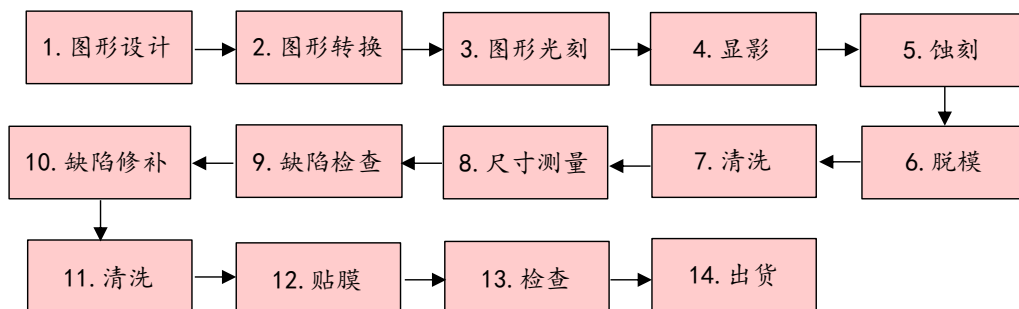 1.图形设计
2.图形转换
3.图形光刻
4.显影
5.蚀刻
6.脱模
7.清洗
8.尺寸测量
9.缺陷检查
10.缺陷修补
11.清洗
12.贴膜
13.检查
14.出货